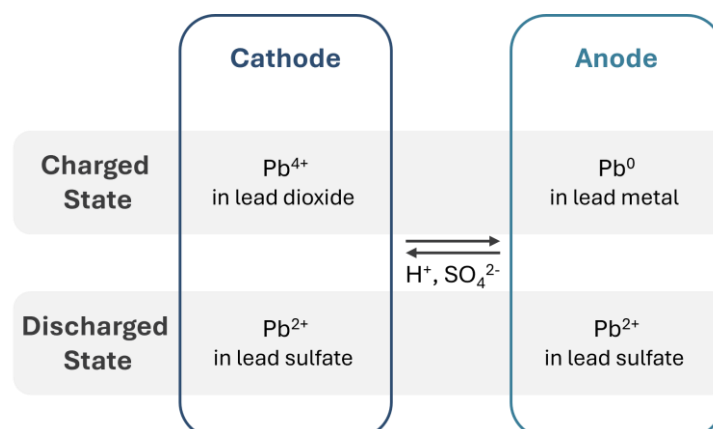 Cathode
Anode
Charged
State
Pb⁴⁺
in lead dioxide
Pb⁰
in lead metal
H⁺, SO₄²⁻
Discharged
State
Pb²⁺
in lead sulfate
Pb²⁺
in lead sulfate